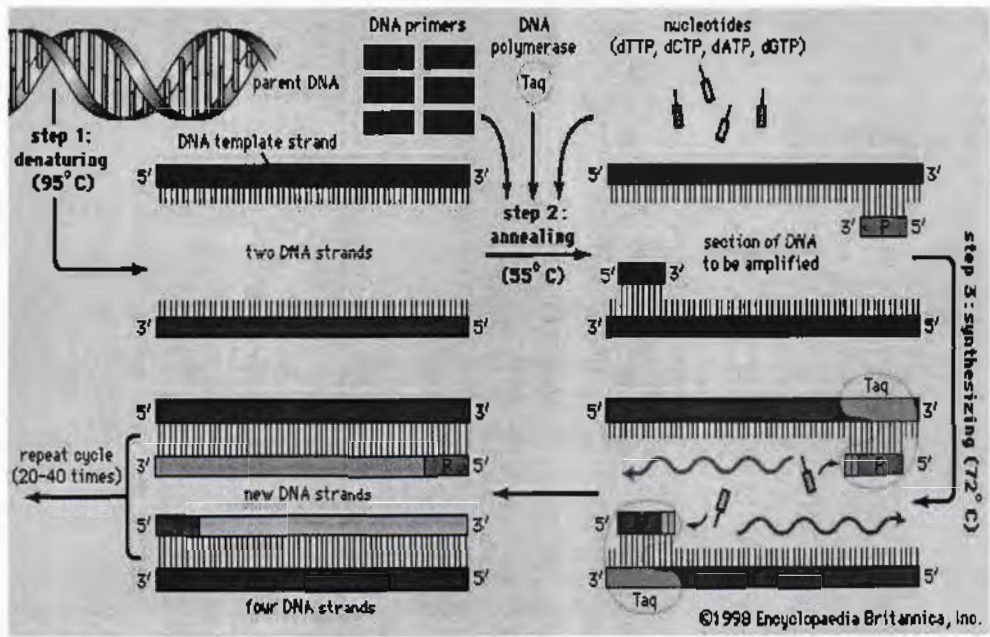 DNA primers
DNA
polymerase
Taq
nucleotides
(dTTP, dCTP, dATP, dGTP)
parent DNA
step 1:
denaturing
(95°C)
DNA template strand
5′ 3′
two DNA strands
3′ 5′
step 2:
annealing
(55°C)
5′ 3′
3′ P 5′
section of DNA
to be amplified
5′ 3′
3′ 5′
step 3: synthesizing (72°C)
5′ Taq 3′
3′ P 5′
5′
3′ 5′
Taq
5′ 3′
3′ P 5′
new DNA strands
5′ 3′
3′ 5′
four DNA strands
repeat cycle
(20-40 times)
©1998 Encyclopaedia Britannica, Inc.